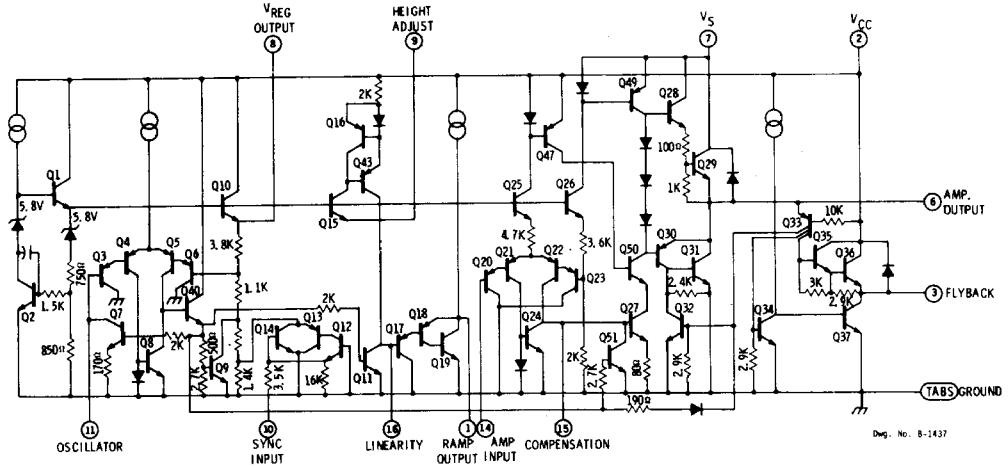 V REG
OUTPUT
8
HEIGHT
ADJUST
9
VS
7
VCC
2
2K
Q16
Q49
Q28
Q1
5.8V
5.8V
Q10
Q43
Q47
100Ω
Q29
1K
Q15
Q25
Q26
6
AMP.
OUTPUT
Q3
Q4
Q5
Q6
3.8K
4.7K
3.6K
Q33
10K
Q35
Q36
750Ω
Q40
1.1K
2K
Q20
Q21
Q22
Q23
Q50
Q30
Q31
2.4K
3K
2.9K
3
FLYBACK
1.5K
Q2
Q7
Q8
2K
500Ω
Q14
Q13
Q12
Q17
Q18
Q24
Q27
Q32
Q34
Q37
850Ω
170Ω
2.7K
Q9
1.4K
3.5K
16K
Q11
Q19
2K
Q51
2.7K
80Ω
2.9K
2.9K
190Ω
TABS GROUND
11
OSCILLATOR
10
SYNC
INPUT
16
LINEARITY
1
RAMP
OUTPUT
14
AMP
INPUT
15
COMPENSATION
Dwg. No. B-1437